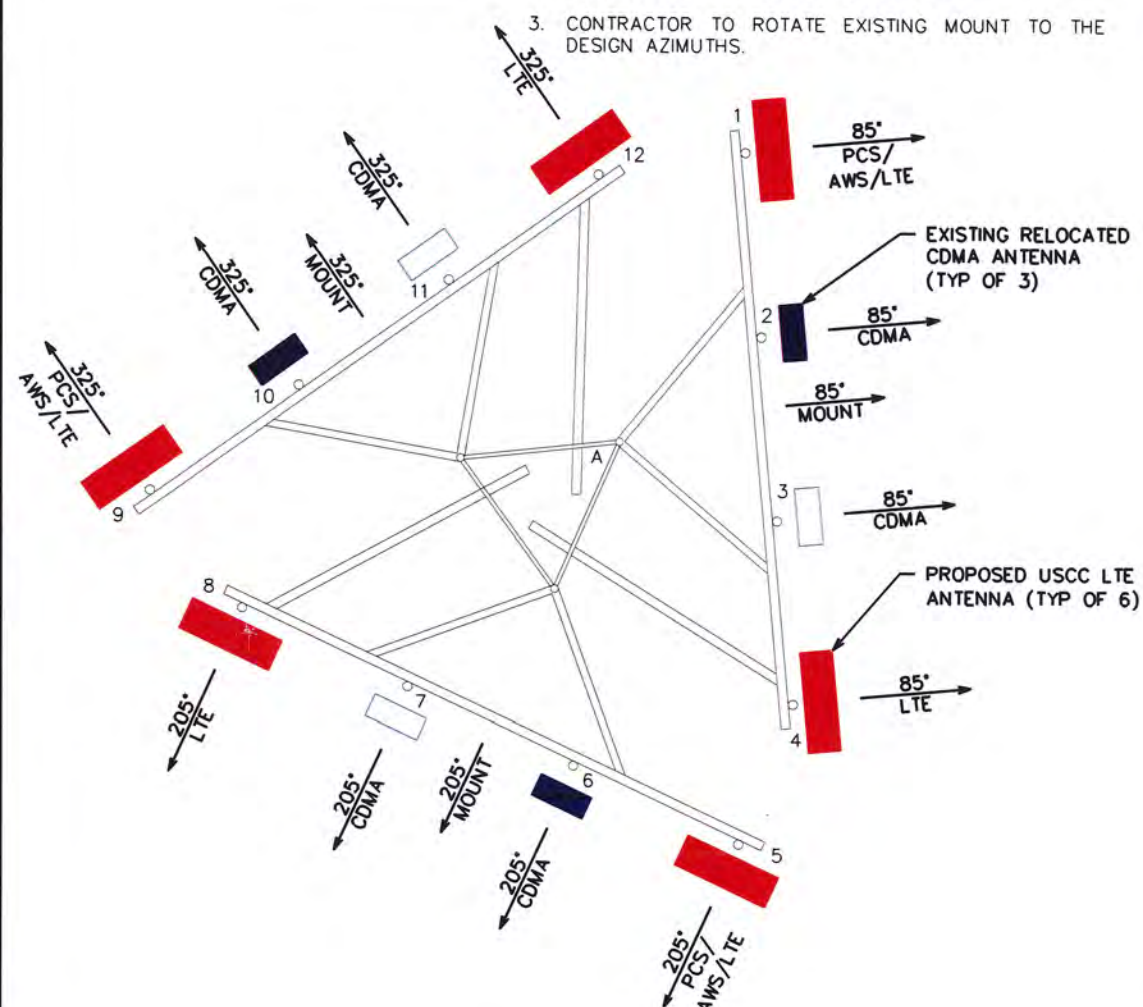 3. CONTRACTOR TO ROTATE EXISTING MOUNT TO THE
DESIGN AZIMUTHS.
325°
LTE
12
325°
CDMA
11
325°
MOUNT
325°
CDMA
10
325°
PCS/
AWS/LTE
9
1
85°
PCS/
AWS/LTE
EXISTING RELOCATED
CDMA ANTENNA
(TYP OF 3)
2
85°
CDMA
85°
MOUNT
A
3
85°
CDMA
PROPOSED USCC LTE
ANTENNA (TYP OF 6)
4
85°
LTE
8
205°
LTE
7
205°
CDMA
205°
MOUNT
6
205°
CDMA
5
205°
PCS/
AWS/LTE